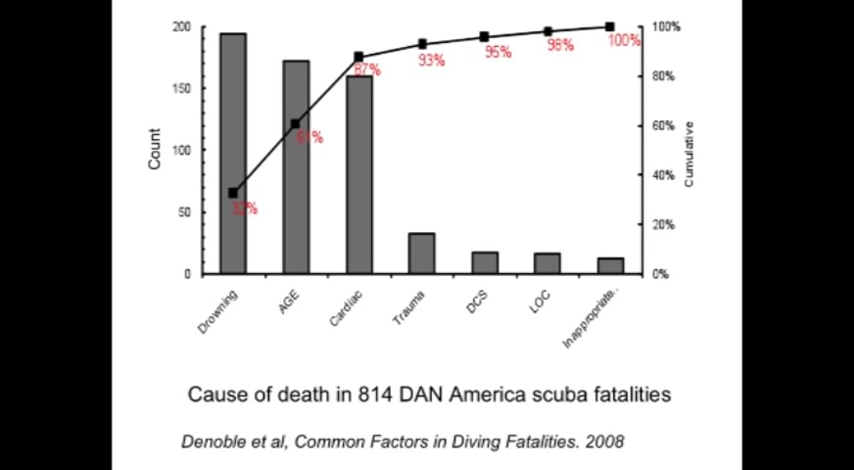 200
150
100
50
0
Count
100%
80%
60%
40%
20%
0%
Cumulative
32%
61%
87%
93%
95%
98%
100%
Drowning
AGE
Cardiac
Trauma
DCS
LOC
Inappropriate..
Cause of death in 814 DAN America scuba fatalities
Denoble et al, Common Factors in Diving Fatalities. 2008